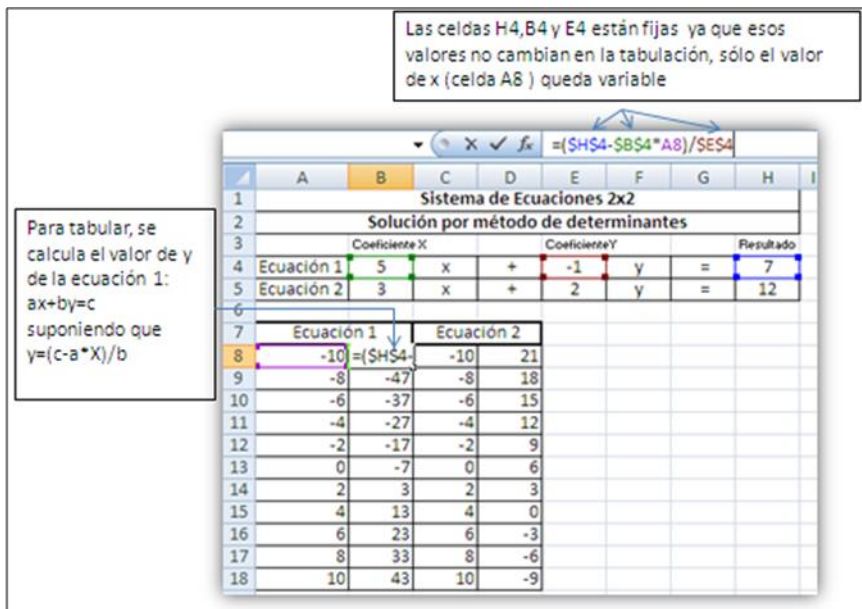 Las celdas H4,B4 y E4 están fijas ya que esos
valores no cambian en la tabulación, sólo el valor
de x (celda A8 ) queda variable
=($H$4-$B$4*A8)/$E$4
A B C D E F G H I
1 Sistema de Ecuaciones 2x2
2 Solución por método de determinantes
3 Coeficiente X CoeficienteY Resultado
4 Ecuación 1 5 x + -1 y = 7
5 Ecuación 2 3 x + 2 y = 12
6
7 Ecuación 1 Ecuación 2
8 -10 =($H$4- -10 21
9 -8 -47 -8 18
10 -6 -37 -6 15
11 -4 -27 -4 12
12 -2 -17 -2 9
13 0 -7 0 6
14 2 3 2 3
15 4 13 4 0
16 6 23 6 -3
17 8 33 8 -6
18 10 43 10 -9
Para tabular, se
calcula el valor de y
de la ecuación 1:
ax+by=c
suponiendo que
y=(c-a*X)/b